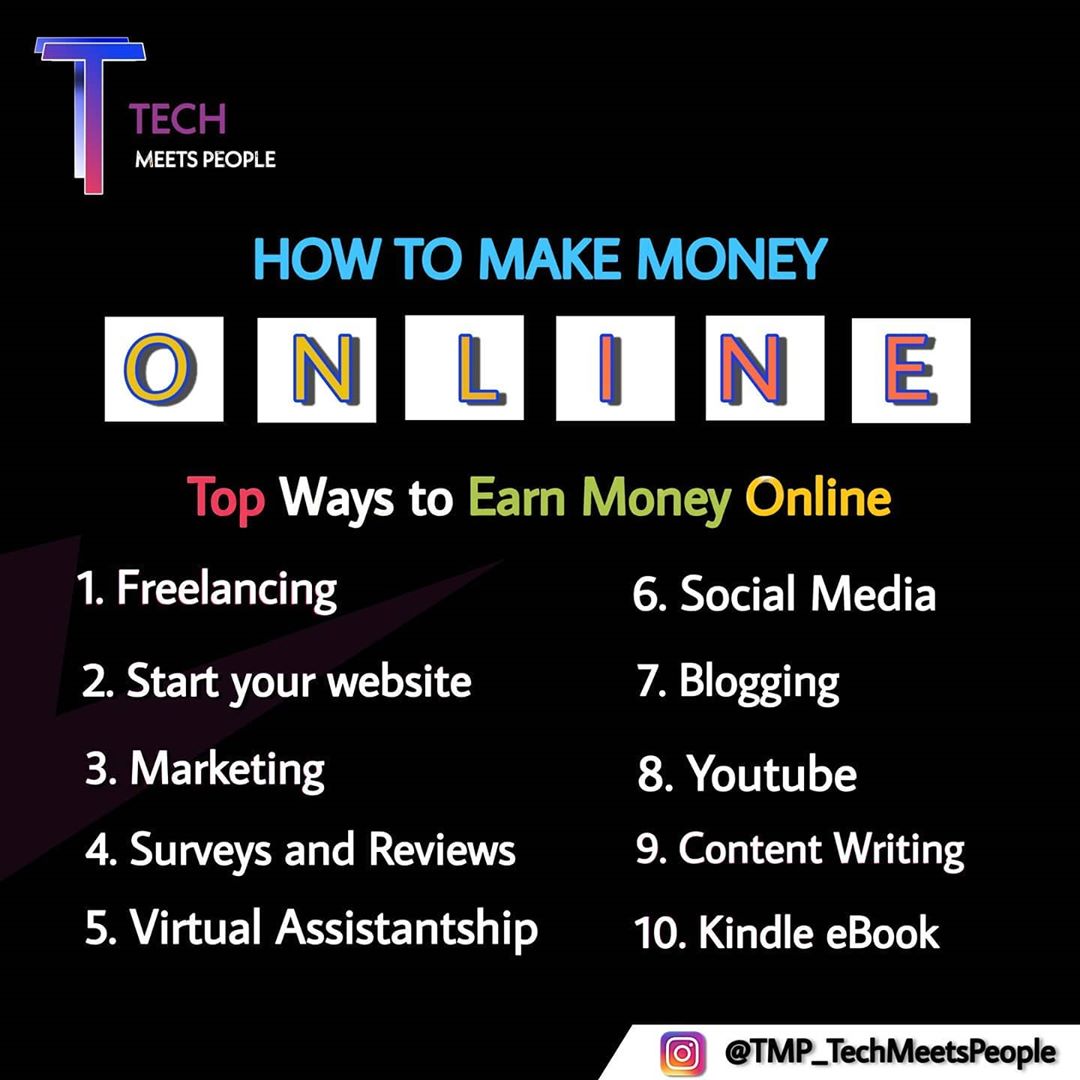 T
TECH
MEETS PEOPLE
HOW TO MAKE MONEY
ONLINE
Top Ways to Earn Money Online
1. Freelancing
2. Start your website
3. Marketing
4. Surveys and Reviews
5. Virtual Assistantship
6. Social Media
7. Blogging
8. Youtube
9. Content Writing
10. Kindle eBook
@TMP_TechMeetsPeople